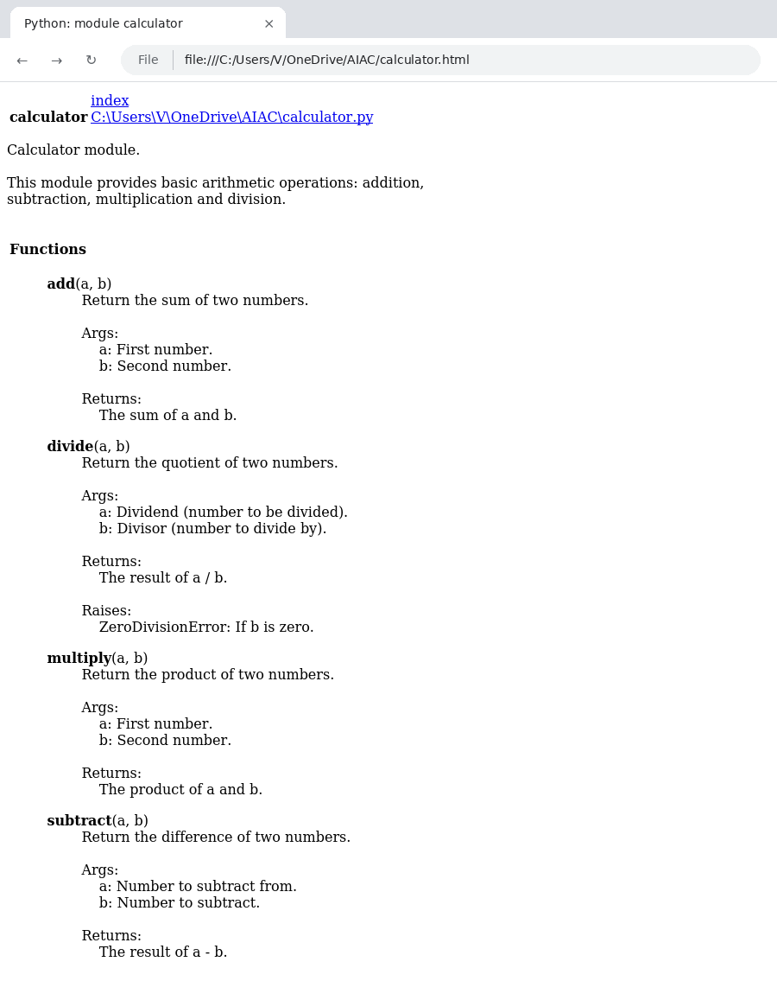 Python: module calculator
File file:///C:/Users/V/OneDrive/AIAC/calculator.html
index
calculator C:\Users\V\OneDrive\AIAC\calculator.py
Calculator module.
This module provides basic arithmetic operations: addition,
subtraction, multiplication and division.
Functions
add(a, b)
Return the sum of two numbers.
Args:
a: First number.
b: Second number.
Returns:
The sum of a and b.
divide(a, b)
Return the quotient of two numbers.
Args:
a: Dividend (number to be divided).
b: Divisor (number to divide by).
Returns:
The result of a / b.
Raises:
ZeroDivisionError: If b is zero.
multiply(a, b)
Return the product of two numbers.
Args:
a: First number.
b: Second number.
Returns:
The product of a and b.
subtract(a, b)
Return the difference of two numbers.
Args:
a: Number to subtract from.
b: Number to subtract.
Returns:
The result of a - b.